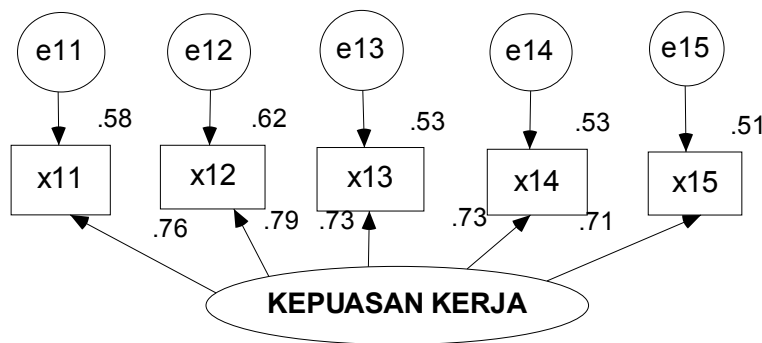 e11 e12 e13 e14 e15
.58 .62 .53 .53 .51
x11 x12 x13 x14 x15
.76 .79 .73 .73 .71
KEPUASAN KERJA